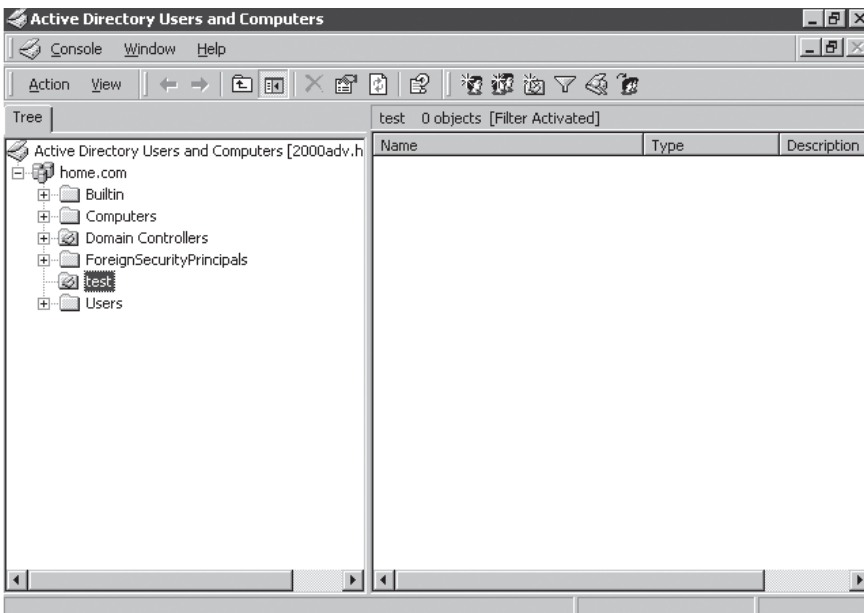 Active Directory Users and Computers
Console Window Help
Action View
Tree
test 0 objects [Filter Activated]
Active Directory Users and Computers [2000adv.h
Name Type Description
home.com
Builtin
Computers
Domain Controllers
ForeignSecurityPrincipals
test
Users